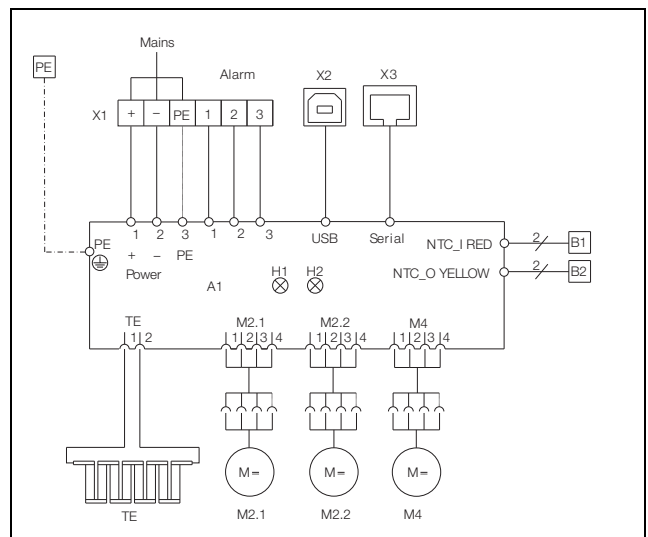 Mains
PE
Alarm
X2
X3
X1
+ – PE 1 2 3
1 2 3 1 2 3
USB
Serial
PE
+ – PE
Power
NTC_I RED
2
B1
NTC_O YELLOW
2
B2
A1
H1
H2
TE
1 2
M2.1
1 2 3 4
M2.2
1 2 3 4
M4
1 2 3 4
M=
M=
M=
TE
M2.1
M2.2
M4